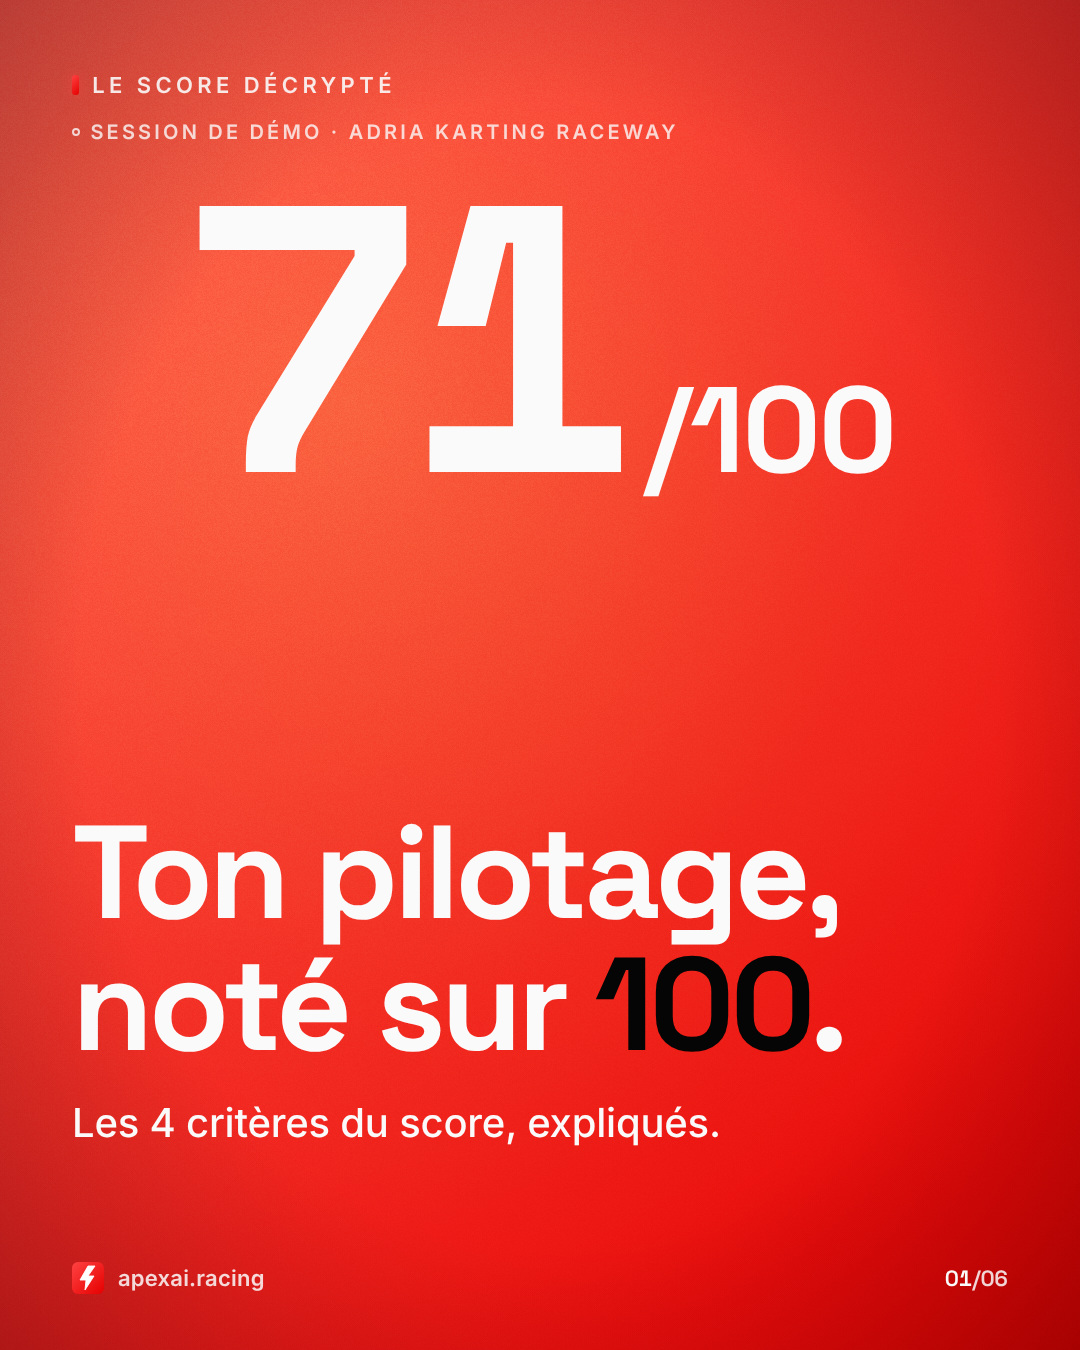 LE SCORE DÉCRYPTÉ
SESSION DE DÉMO · ADRIA KARTING RACEWAY
71/100
Ton pilotage,
noté sur 100.
Les 4 critères du score, expliqués.
apexai.racing
01/06